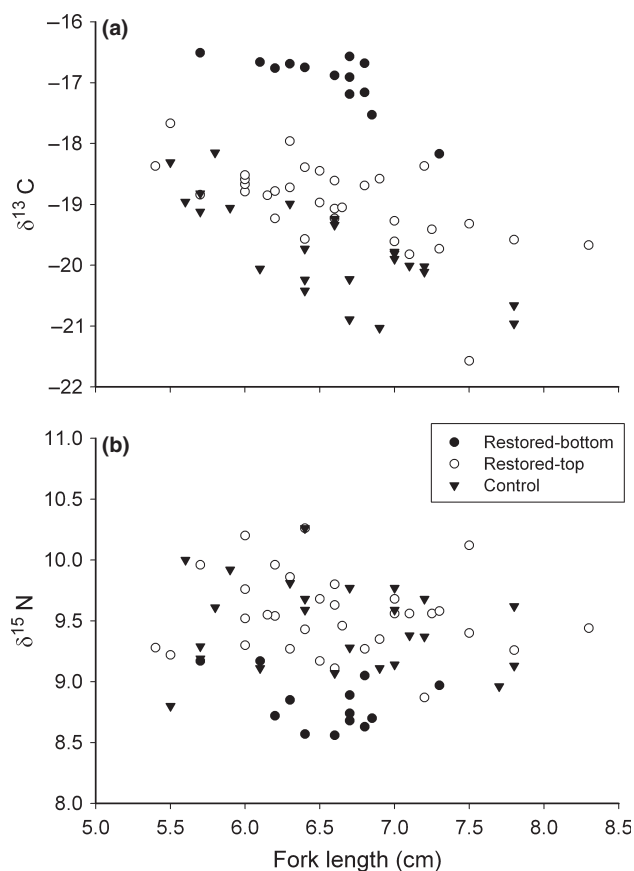 (a)
−16
−17
−18
−19
−20
−21
−22
δ13C
(b)
11.0
10.5
10.0
9.5
9.0
8.5
8.0
δ15N
Restored-bottom
Restored-top
Control
5.0 5.5 6.0 6.5 7.0 7.5 8.0 8.5
Fork length (cm)